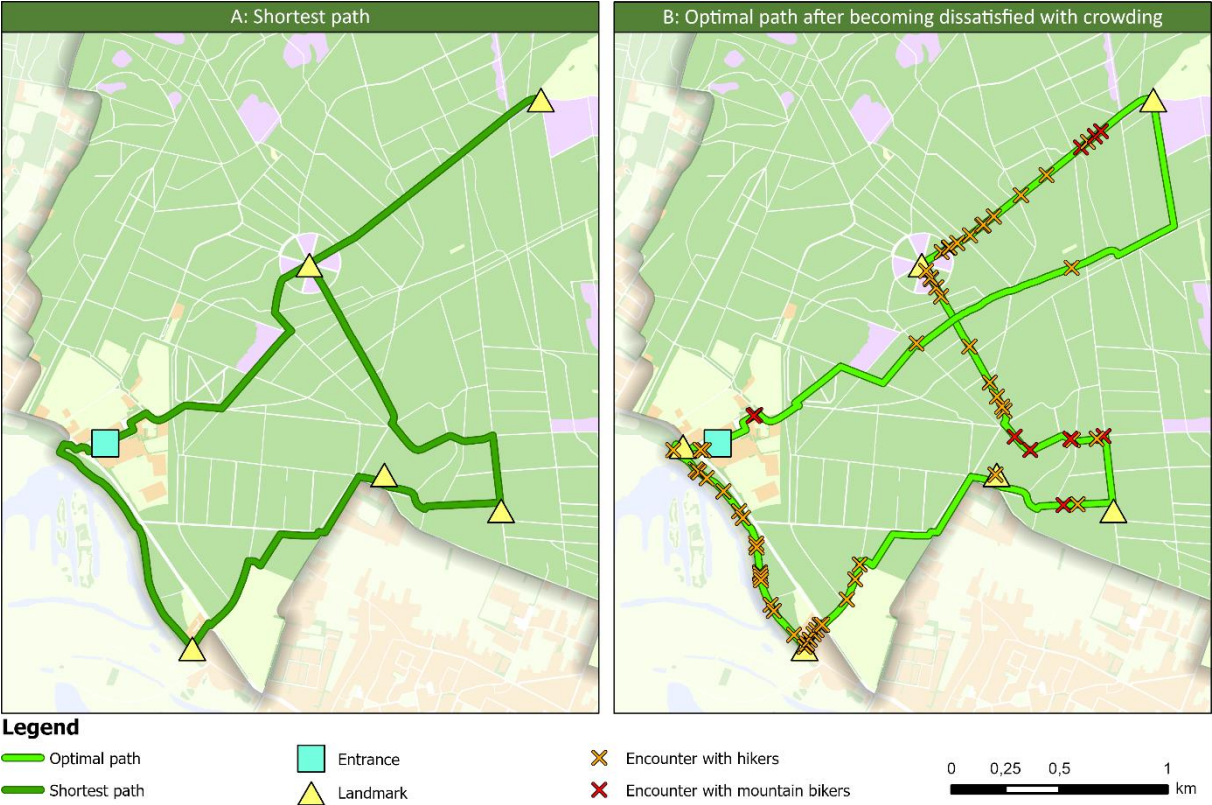 A: Shortest path
B: Optimal path after becoming dissatisfied with crowding
Legend
Optimal path
Entrance
Encounter with hikers
Shortest path
Landmark
Encounter with mountain bikers
0 0,25 0,5 1
km